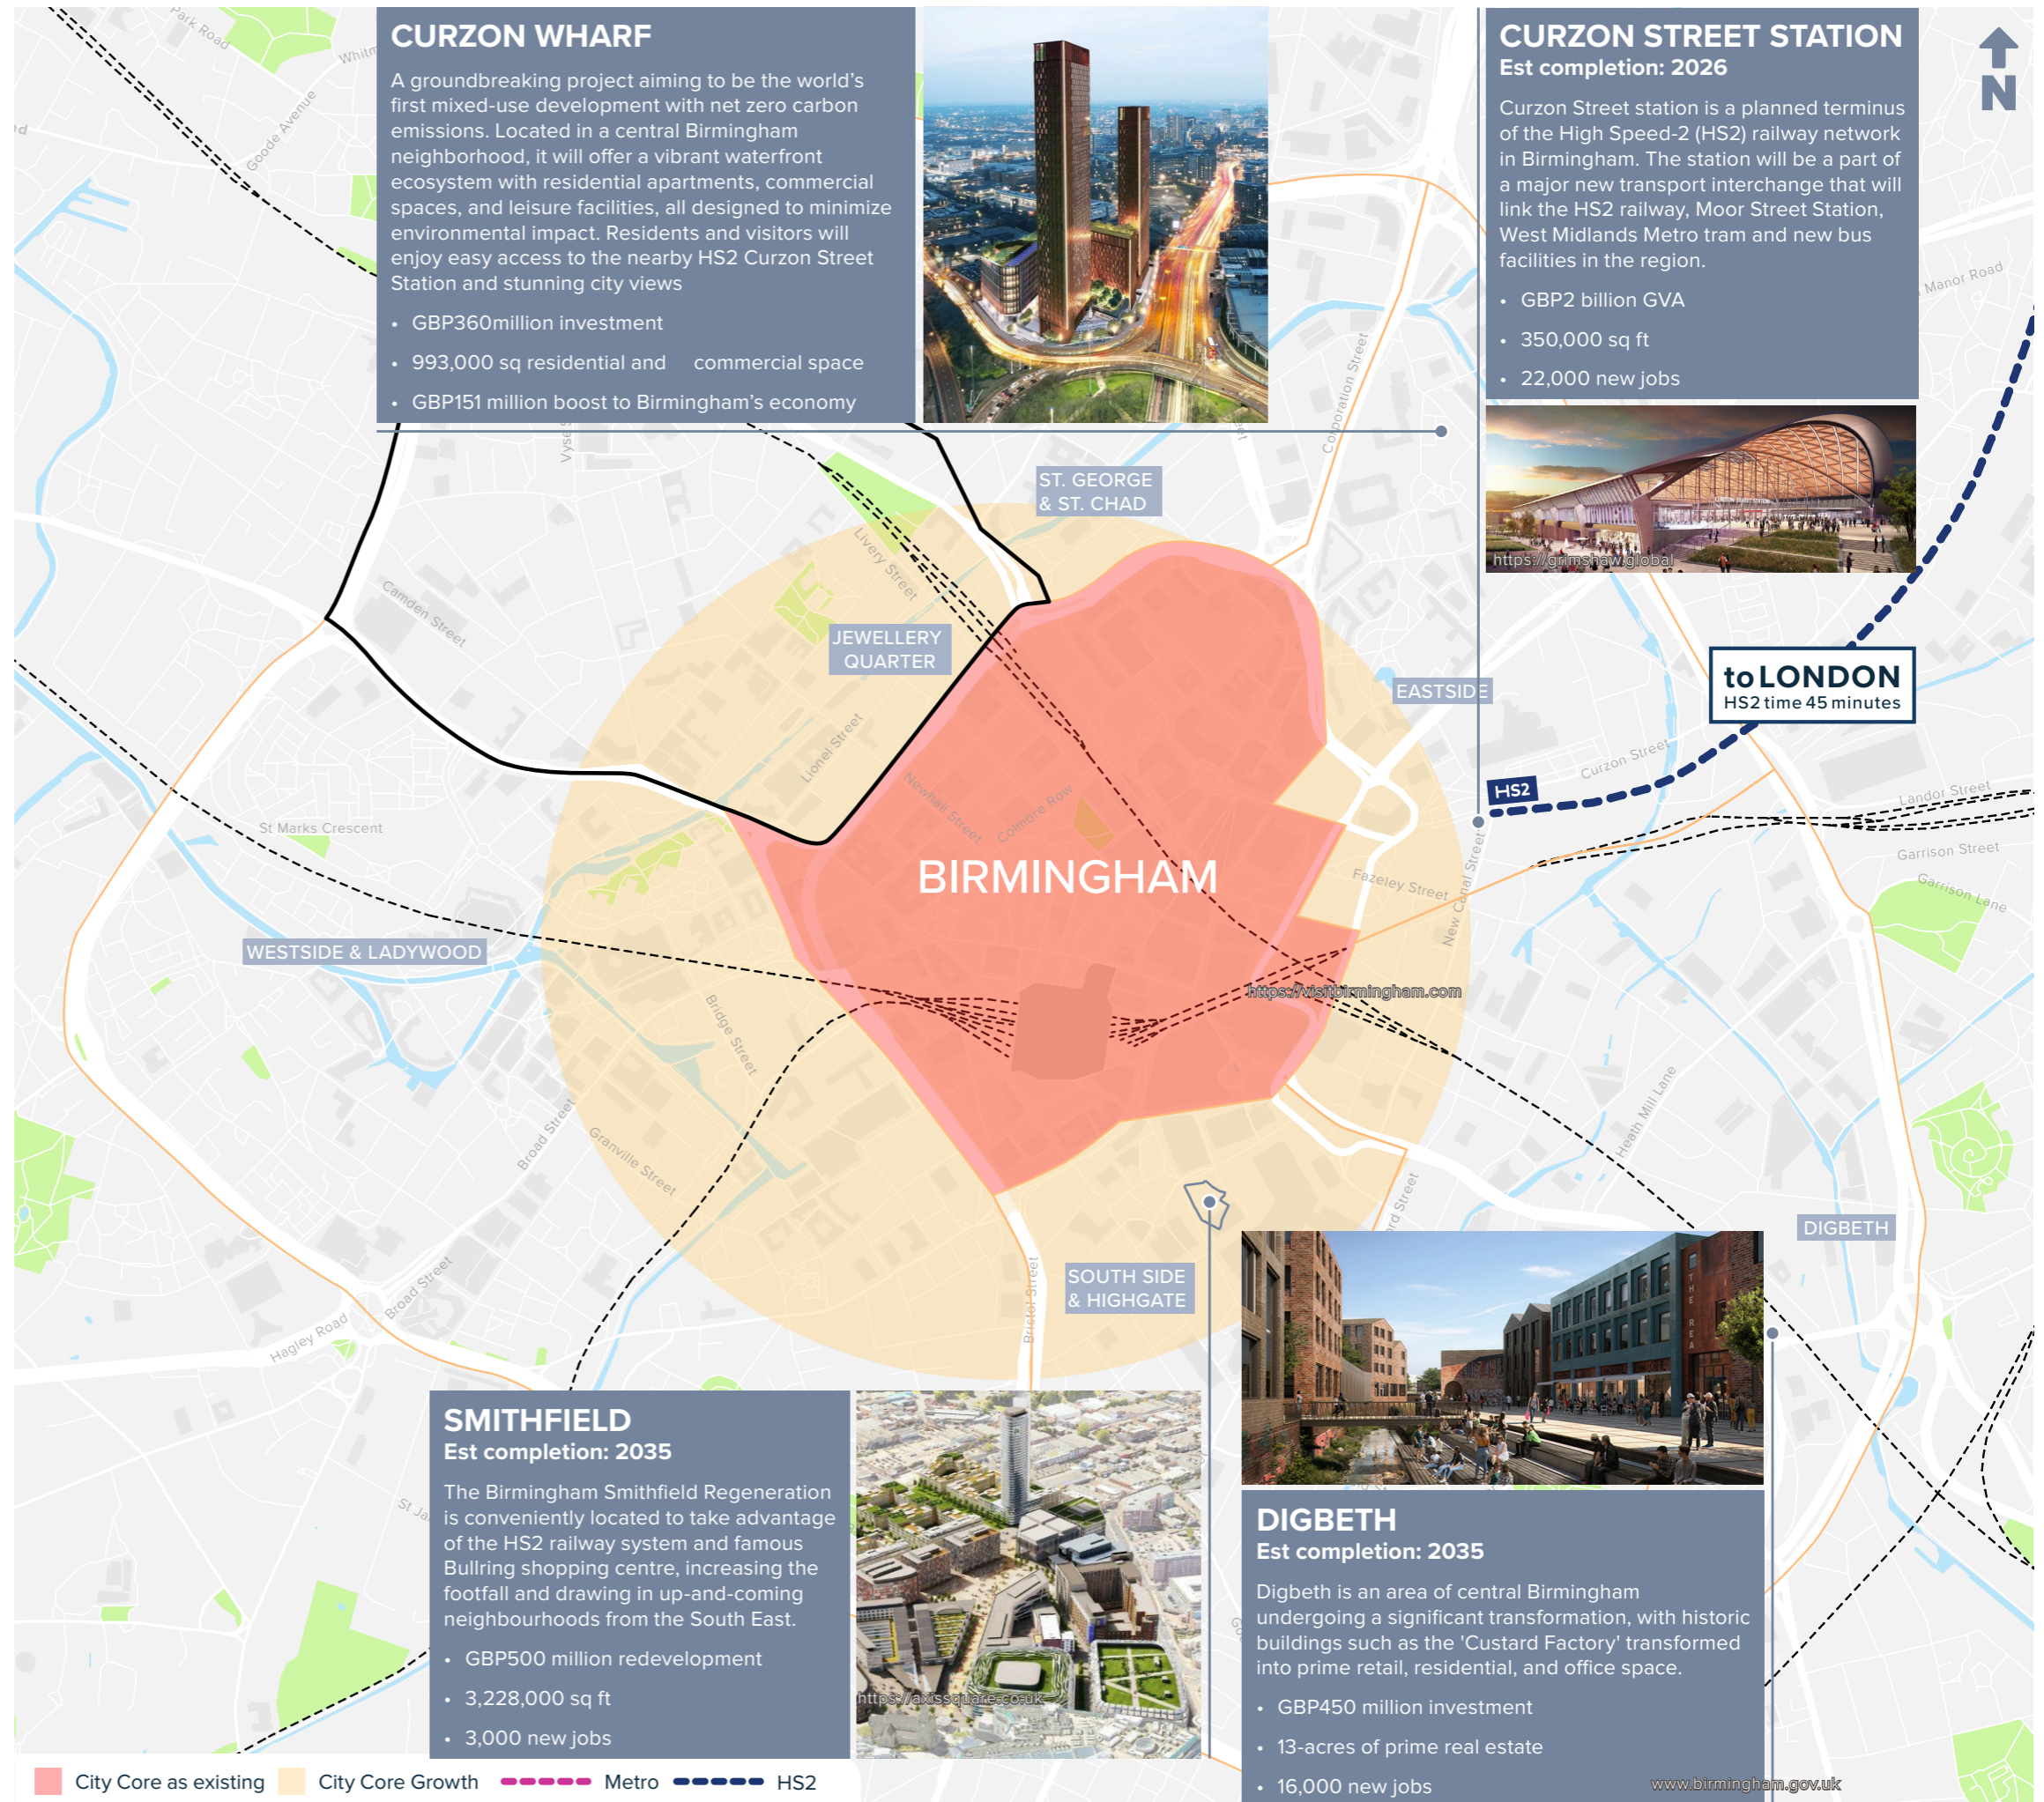 CURZON WHARF
A groundbreaking project aiming to be the world's
first mixed-use development with net zero carbon
emissions. Located in a central Birmingham
neighborhood, it will offer a vibrant waterfront
ecosystem with residential apartments, commercial
spaces, and leisure facilities, all designed to minimize
environmental impact. Residents and visitors will
enjoy easy access to the nearby HS2 Curzon Street
Station and stunning city views
• GBP360million investment
• 993,000 sq residential and commercial space
• GBP151 million boost to Birmingham's economy
CURZON STREET STATION
Est completion: 2026
Curzon Street station is a planned terminus
of the High Speed-2 (HS2) railway network
in Birmingham. The station will be a part of
a major new transport interchange that will
link the HS2 railway, Moor Street Station,
West Midlands Metro tram and new bus
facilities in the region.
• GBP2 billion GVA
• 350,000 sq ft
• 22,000 new jobs
https://grimshaw.global
N
Park Road
Goode Avenue
Manor Road
Corporation Street
ST. GEORGE
& ST. CHAD
Livery Street
Camden Street
JEWELLERY
QUARTER
EASTSIDE
to LONDON
HS2 time 45 minutes
HS2
Curzon Street
Lionel Street
Newhall Street
Colmore Row
Landor Street
Garrison Street
Garrison Lane
St Marks Crescent
BIRMINGHAM
Fazeley Street
New Canal Street
WESTSIDE & LADYWOOD
https://visitbirmingham.com
Bridge Street
Broad Street
Granville Street
Heath Mill Lane
DIGBETH
SOUTH SIDE
& HIGHGATE
Bristol Street
Broad Street
Hagley Road
SMITHFIELD
Est completion: 2035
The Birmingham Smithfield Regeneration
is conveniently located to take advantage
of the HS2 railway system and famous
Bullring shopping centre, increasing the
footfall and drawing in up-and-coming
neighbourhoods from the South East.
• GBP500 million redevelopment
• 3,228,000 sq ft
• 3,000 new jobs
https://axissquare.co.uk
THE REA
DIGBETH
Est completion: 2035
Digbeth is an area of central Birmingham
undergoing a significant transformation, with historic
buildings such as the 'Custard Factory' transformed
into prime retail, residential, and office space.
• GBP450 million investment
• 13-acres of prime real estate
• 16,000 new jobs
www.birmingham.gov.uk
City Core as existing
City Core Growth
Metro
HS2